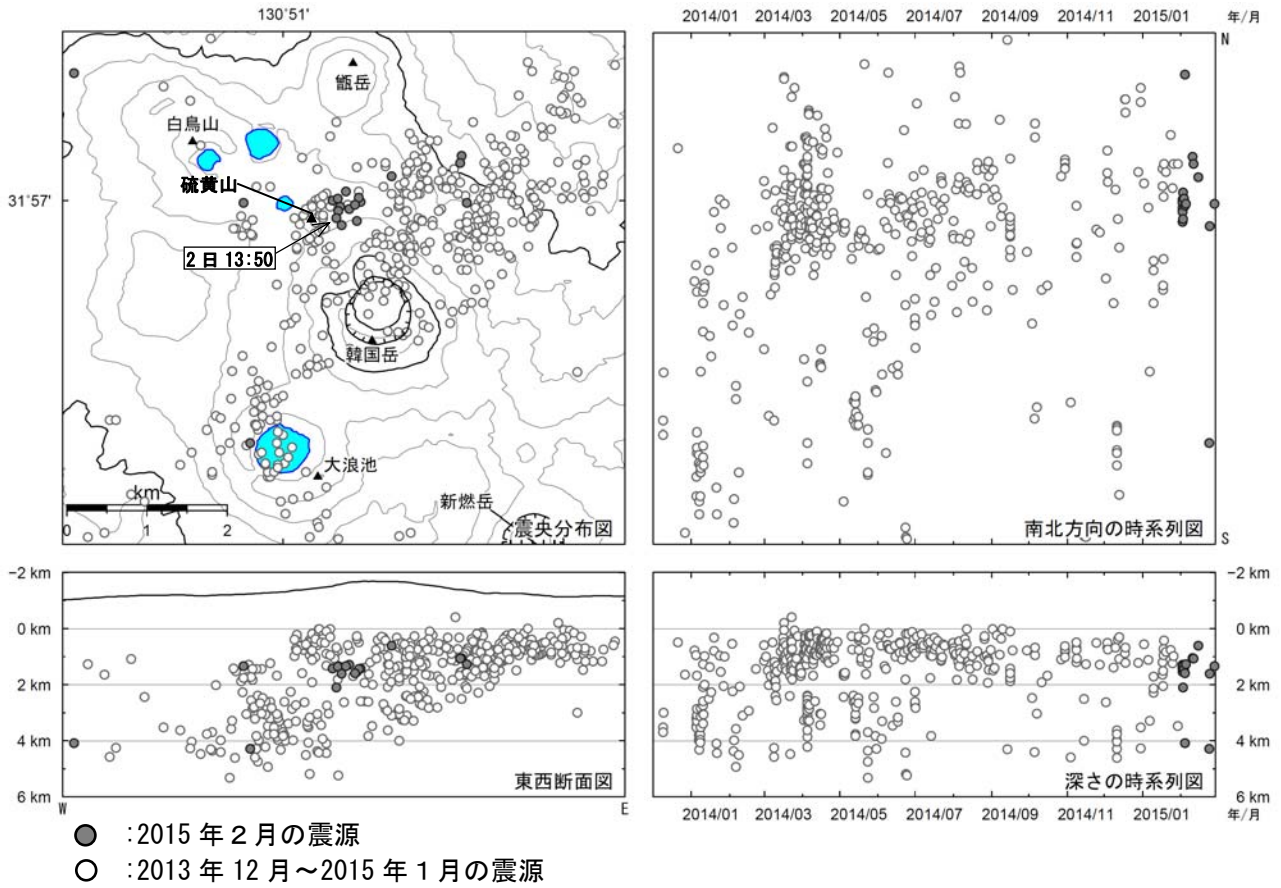 130°51'
甑岳
白鳥山
硫黄山
31°57'
2日 13:50
韓国岳
大浪池
新燃岳
km
0 1 2
震央分布図
2014/01 2014/03 2014/05 2014/07 2014/09 2014/11 2015/01 年/月
N
S
南北方向の時系列図
-2 km
0 km
2 km
4 km
6 km
W
E
東西断面図
-2 km
0 km
2 km
4 km
6 km
深さの時系列図
2014/01 2014/03 2014/05 2014/07 2014/09 2014/11 2015/01 年/月
:2015年2月の震源
:2013年12月~2015年1月の震源